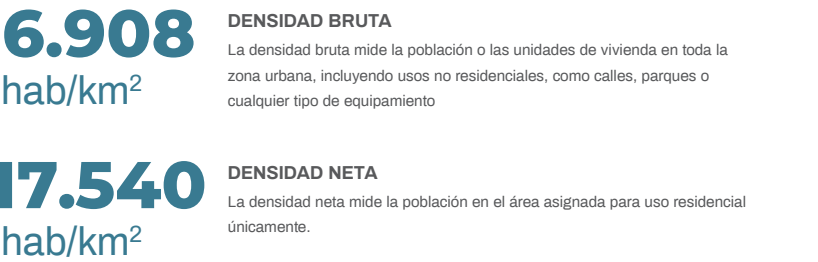 6.908
hab/km²
DENSIDAD BRUTA
La densidad bruta mide la población o las unidades de vivienda en toda la
zona urbana, incluyendo usos no residenciales, como calles, parques o
cualquier tipo de equipamiento
17.540
hab/km²
DENSIDAD NETA
La densidad neta mide la población en el área asignada para uso residencial
únicamente.